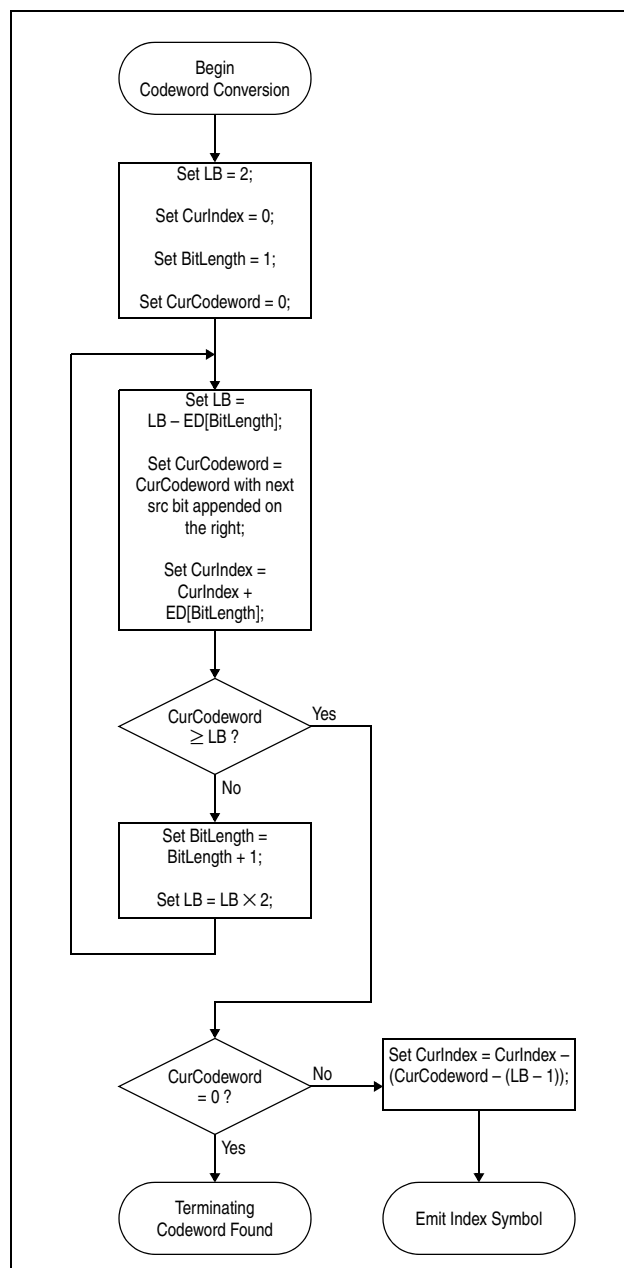 Begin
Codeword Conversion
Set LB = 2;
Set CurIndex = 0;
Set BitLength = 1;
Set CurCodeword = 0;
Set LB =
LB – ED[BitLength];
Set CurCodeword =
CurCodeword with next
src bit appended on
the right;
Set CurIndex =
CurIndex +
ED[BitLength];
CurCodeword
≥ LB ?
Yes
No
Set BitLength =
BitLength + 1;
Set LB = LB × 2;
CurCodeword
= 0 ?
No
Set CurIndex = CurIndex –
(CurCodeword – (LB – 1));
Yes
Terminating
Codeword Found
Emit Index Symbol